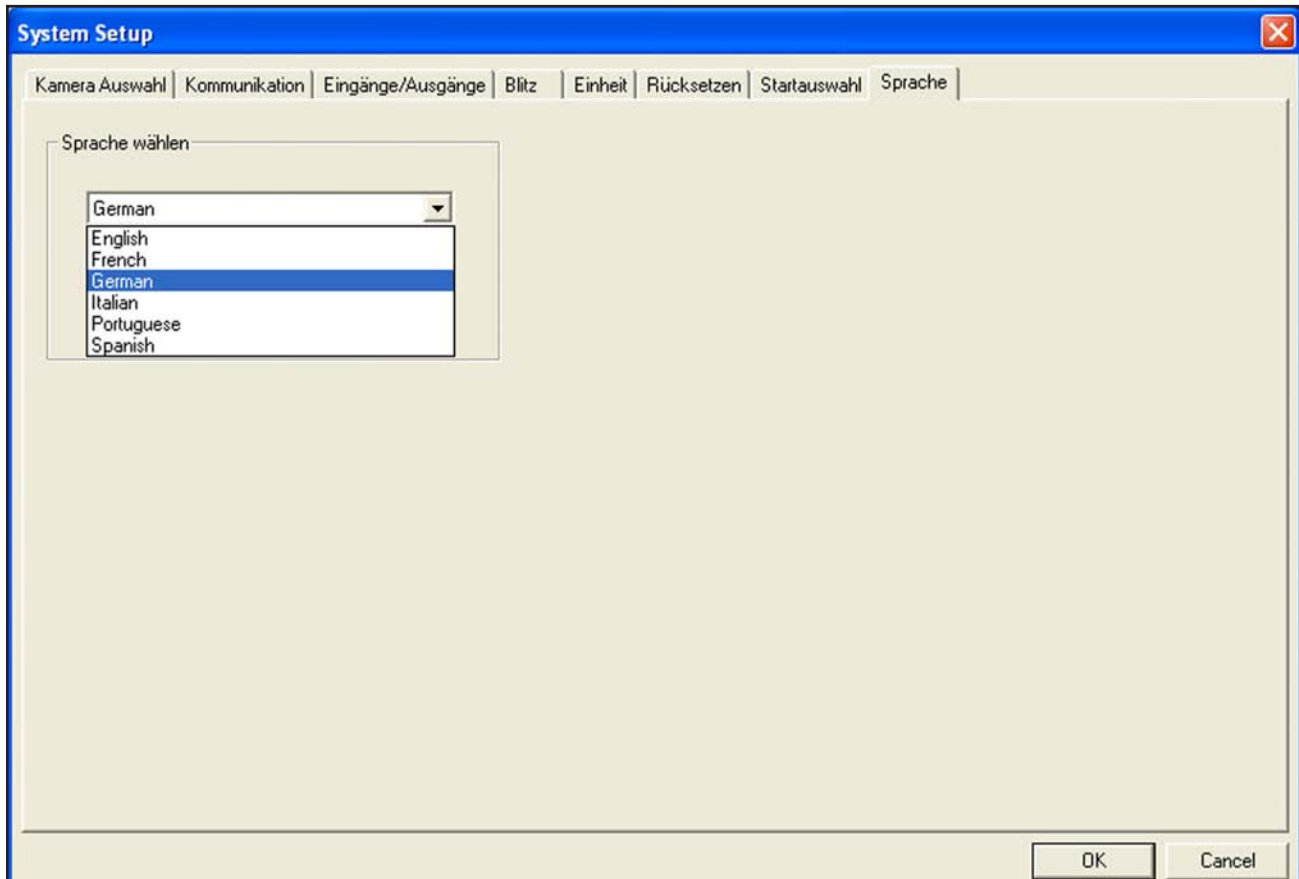 System Setup
Kamera Auswahl Kommunikation Eingänge/Ausgänge Blitz Einheit Rücksetzen Startauswahl Sprache
Sprache wählen
German
English
French
German
Italian
Portuguese
Spanish
OK Cancel